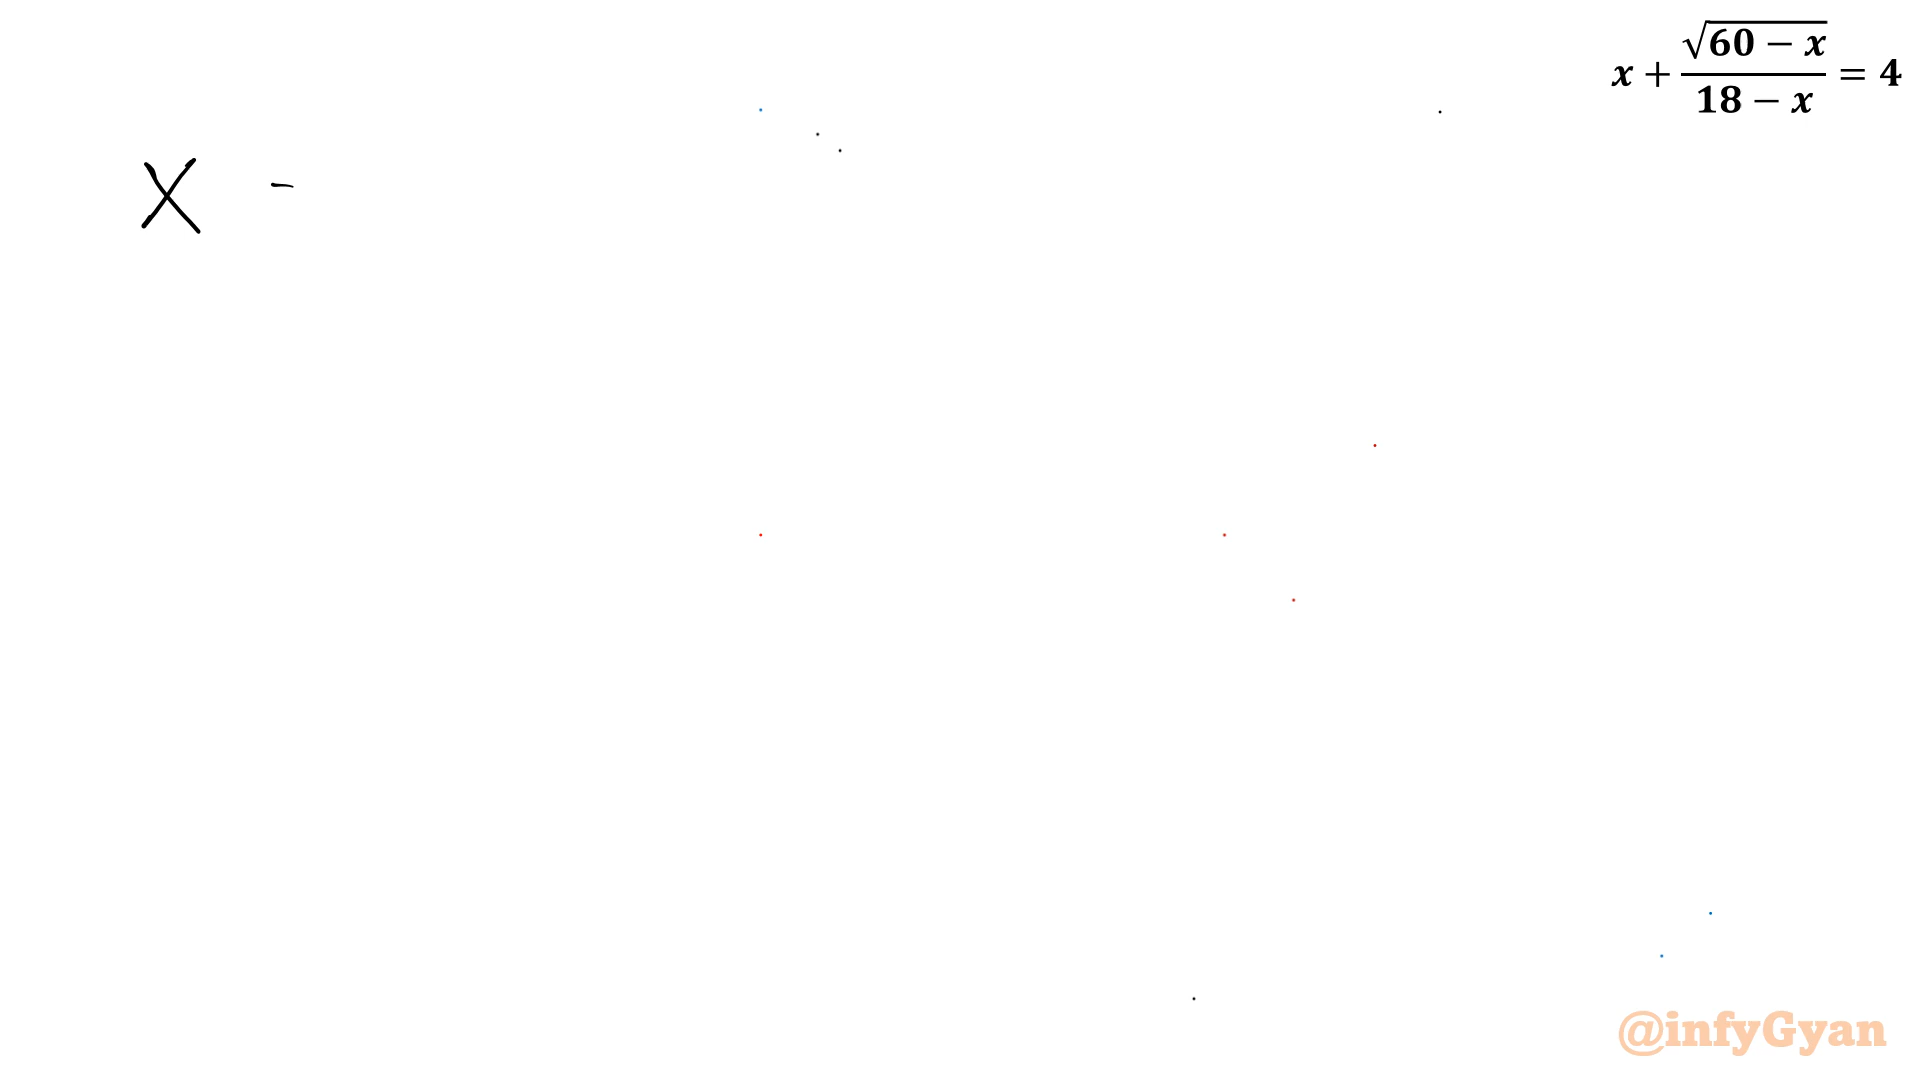 x + √(60 − x)/(18 − x) = 4
X -
@infyGyan